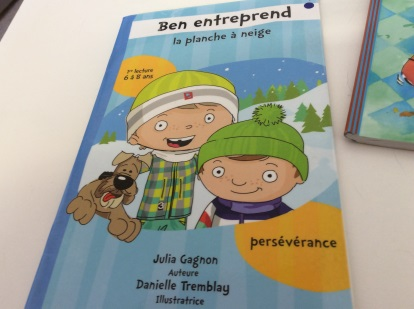 Ben entreprend
la planche à neige
1re lecture
6 à 8 ans
persévérance
Julia Gagnon
Auteure
Danielle Tremblay
Illustratrice